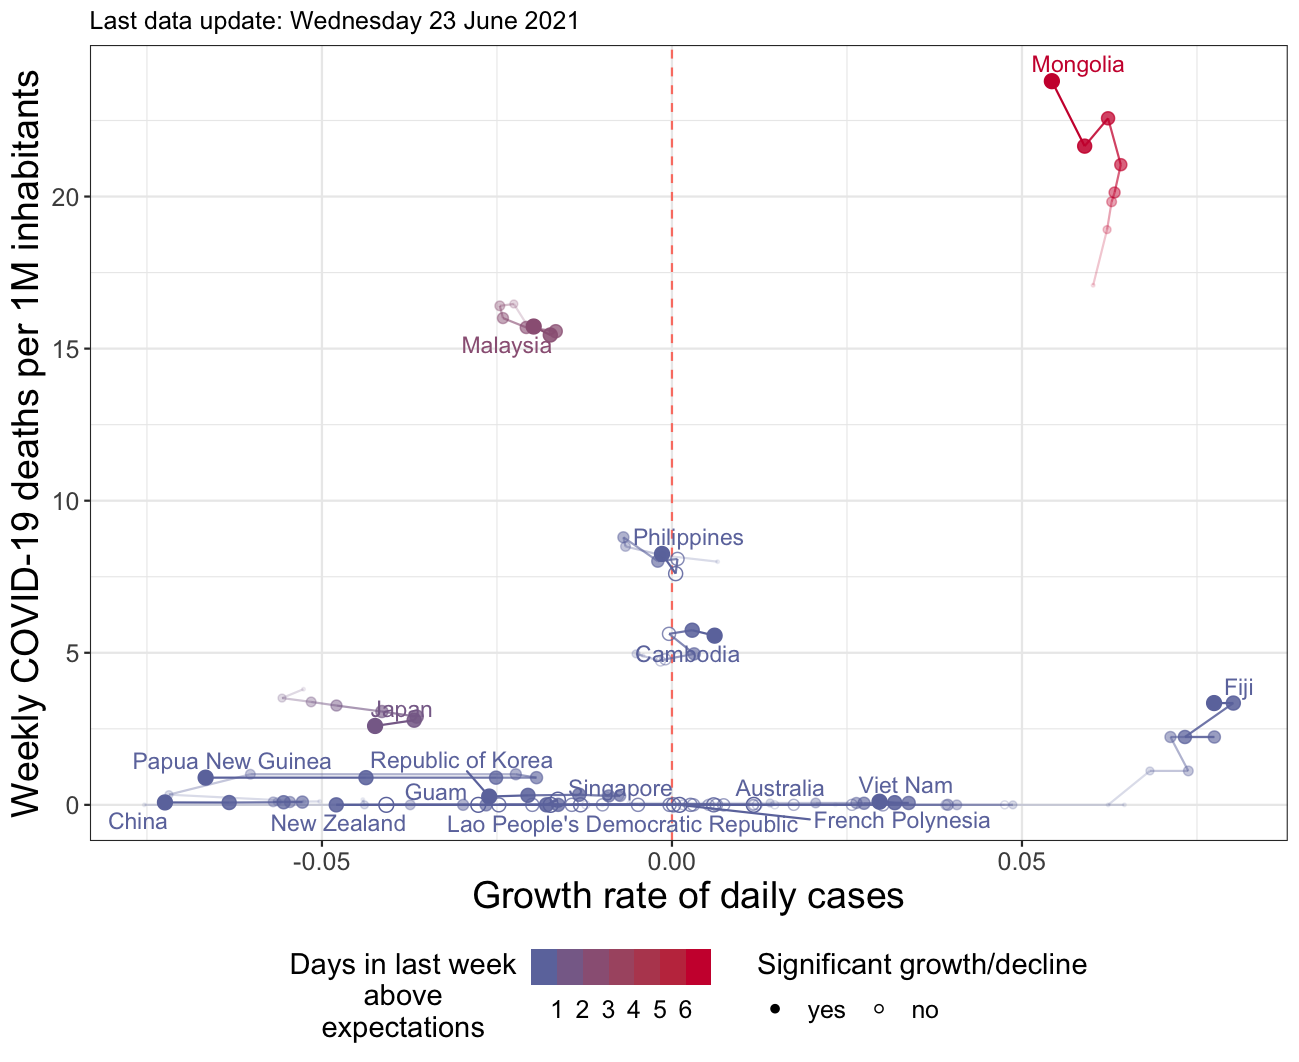 Last data update: Wednesday 23 June 2021
Weekly COVID-19 deaths per 1M inhabitants
20
15
10
5
0
Mongolia
Malaysia
Philippines
Cambodia
Fiji
Japan
Papua New Guinea
Republic of Korea
Guam
Singapore
Australia
Viet Nam
China
New Zealand
Lao People's Democratic Republic
French Polynesia
-0.05
0.00
0.05
Growth rate of daily cases
Days in last week
above
expectations
1 2 3 4 5 6
Significant growth/decline
yes no